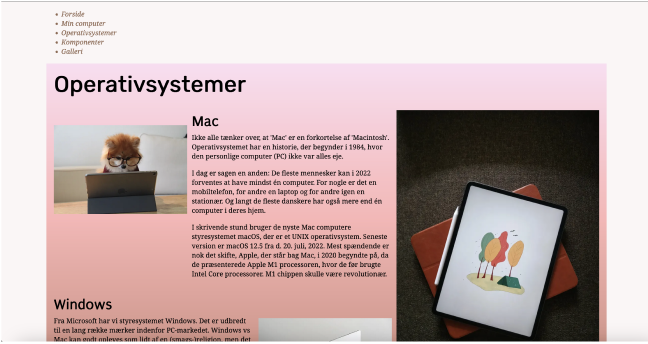 Forside
Min computer
Operativsystemer
Komponenter
Galleri
Operativsystemer
Mac
Ikke alle tænker over, at 'Mac' er en forkortelse af 'Macintosh'.
Operativsystemet har en historie, der begynder i 1984, hvor
den personlige computer (PC) ikke var alles eje.
I dag er sagen en anden: De fleste mennesker kan i 2022
forventes at have mindst én computer. For nogle er det en
mobiltelefon, for andre en laptop og for andre igen en
stationær. Og langt de fleste danskere har også mere end én
computer i deres hjem.
I skrivende stund bruger de nyste Mac computere
styresystemet macOS, der er et UNIX operativsystem. Seneste
version er macOS 12.5 fra d. 20. juli, 2022. Mest spændende er
nok det skifte, Apple, der står bag Mac, i 2020 begyndte på, da
de præsenterede Apple M1 processoren, hvor de før brugte
Intel Core processorer. M1 chippen skulle være revolutionær.
Windows
Fra Microsoft har vi styresystemet Windows. Det er udbredt
til en lang række mærker indenfor PC-markedet. Windows vs
Mac kan godt opleves som lidt af en (smags-)religion, men det